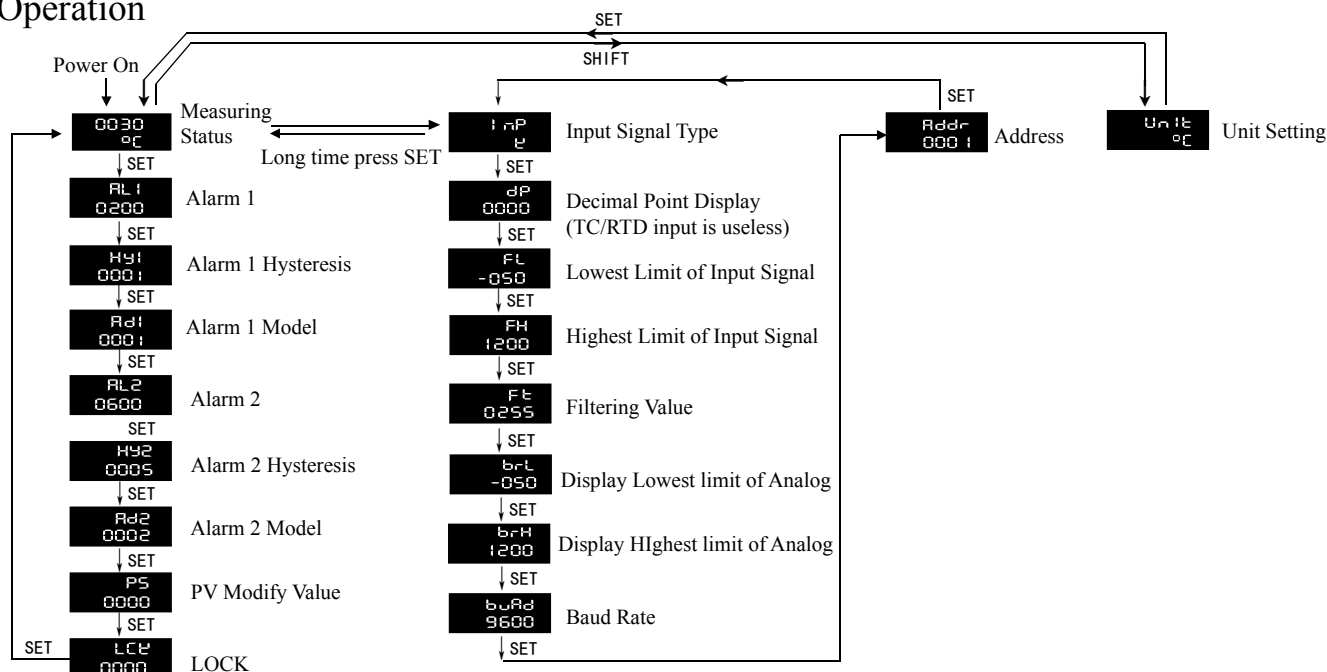 Operation
SET
SHIFT
Power On
0030
°C
Measuring
Status
Long time press SET
SET
AL1
0200
Alarm 1
SET
HY1
0001
Alarm 1 Hysteresis
SET
Ad1
0001
Alarm 1 Model
SET
AL2
0600
Alarm 2
SET
HY2
0005
Alarm 2 Hysteresis
SET
Ad2
0002
Alarm 2 Model
SET
PS
0000
PV Modify Value
SET
SET
LCK
0000
LOCK
InP
K
Input Signal Type
SET
dP
0000
Decimal Point Display
(TC/RTD input is useless)
SET
FL
-050
Lowest Limit of Input Signal
SET
FH
1200
Highest Limit of Input Signal
SET
Ft
0255
Filtering Value
SET
brL
-050
Display Lowest limit of Analog
SET
brH
1200
Display HIghest limit of Analog
SET
buAd
9600
Baud Rate
SET
SET
Addr
0001
Address
Unit
°C
Unit Setting